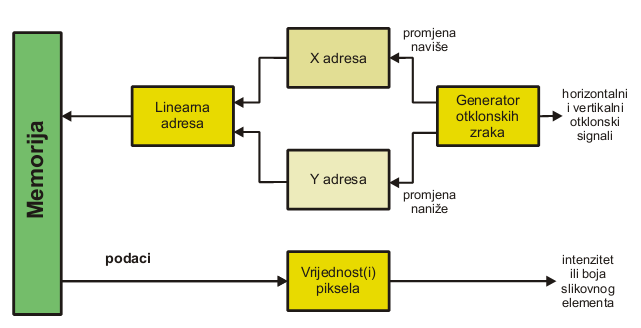 Memorija
Linearna
adresa
X adresa
promjena
naviše
Y adresa
promjena
naniže
Generator
otklonskih
zraka
horizontalni
i vertikalni
otklonski
signali
podaci
Vrijednost(i)
piksela
intenzitet
ili boja
slikovnog
elementa